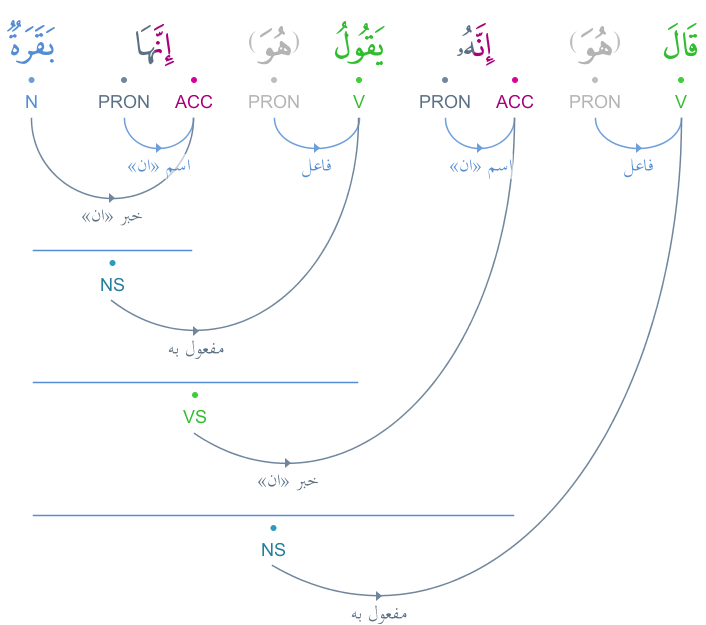 قَالَ (هُوَ) إِنَّهُۥ يَقُولُ (هُوَ) إِنَّهَا بَقَرَةٌ
V PRON ACC PRON V PRON ACC PRON N
فاعل اسم «ان» فاعل اسم «ان»
خبر «ان»
NS
مفعول به
VS
خبر «ان»
NS
مفعول به